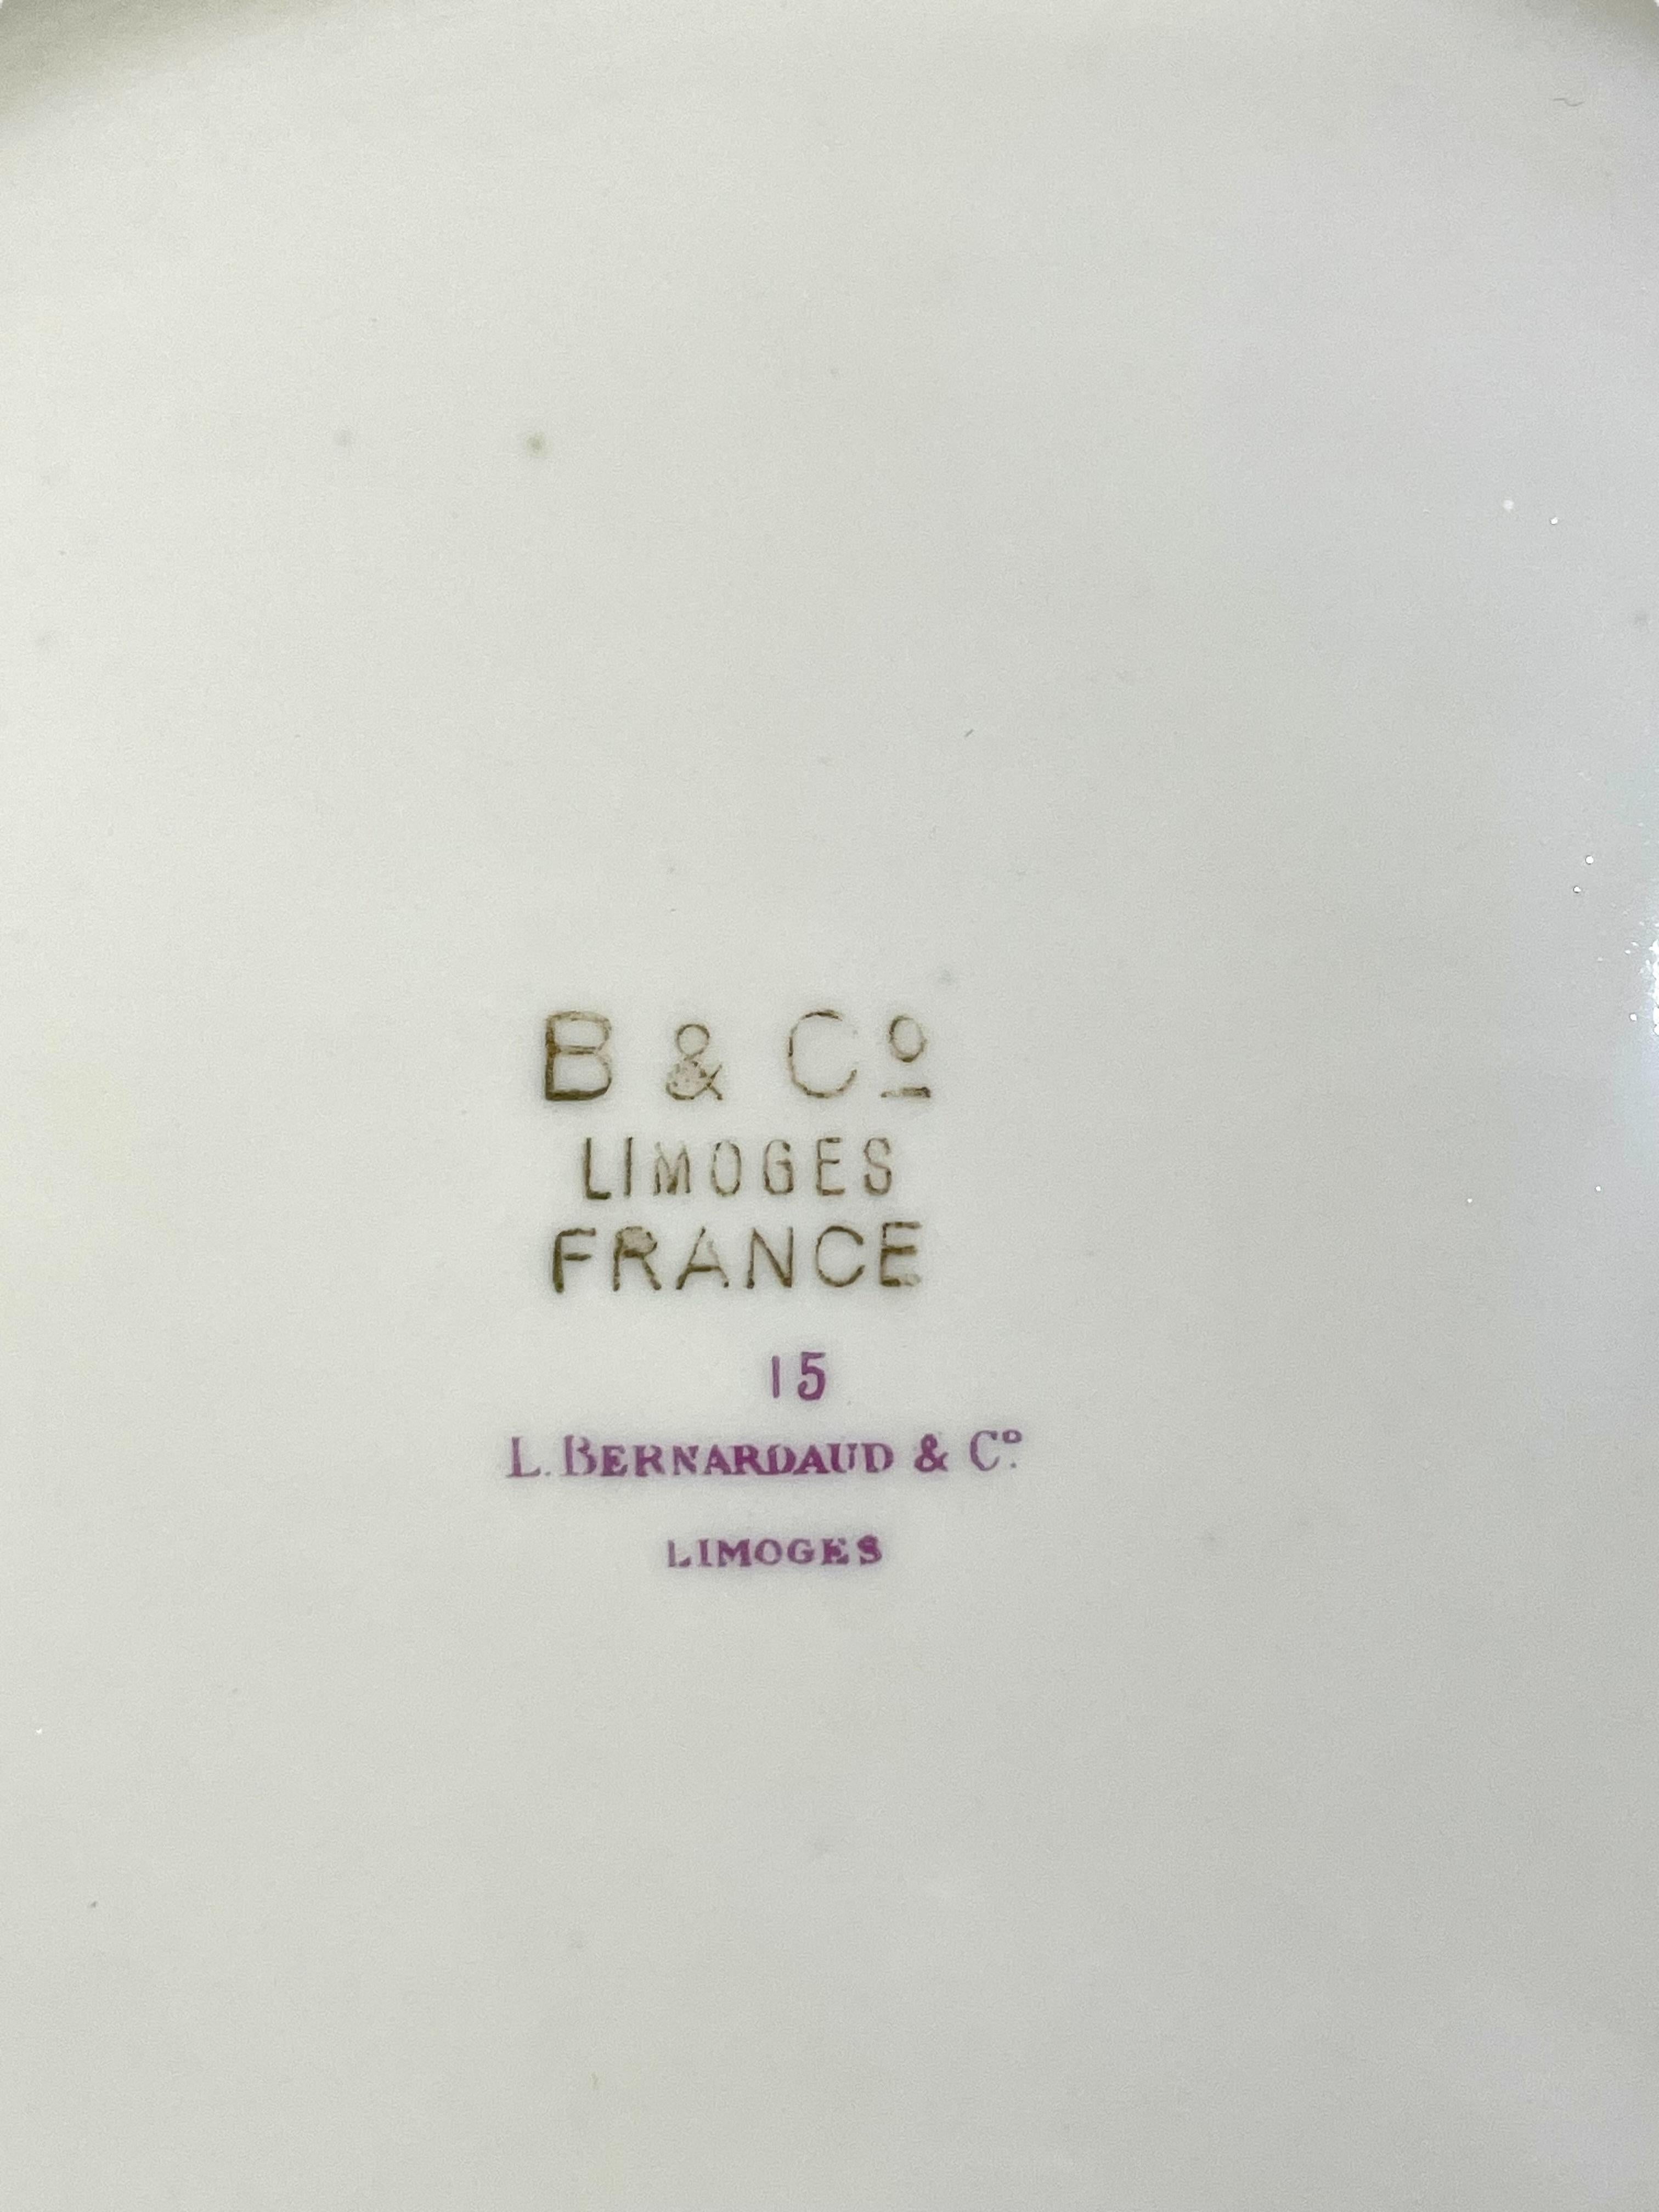 B & Cº
LIMOGES
FRANCE
15
L. BERNARDAUD & Cº
LIMOGES